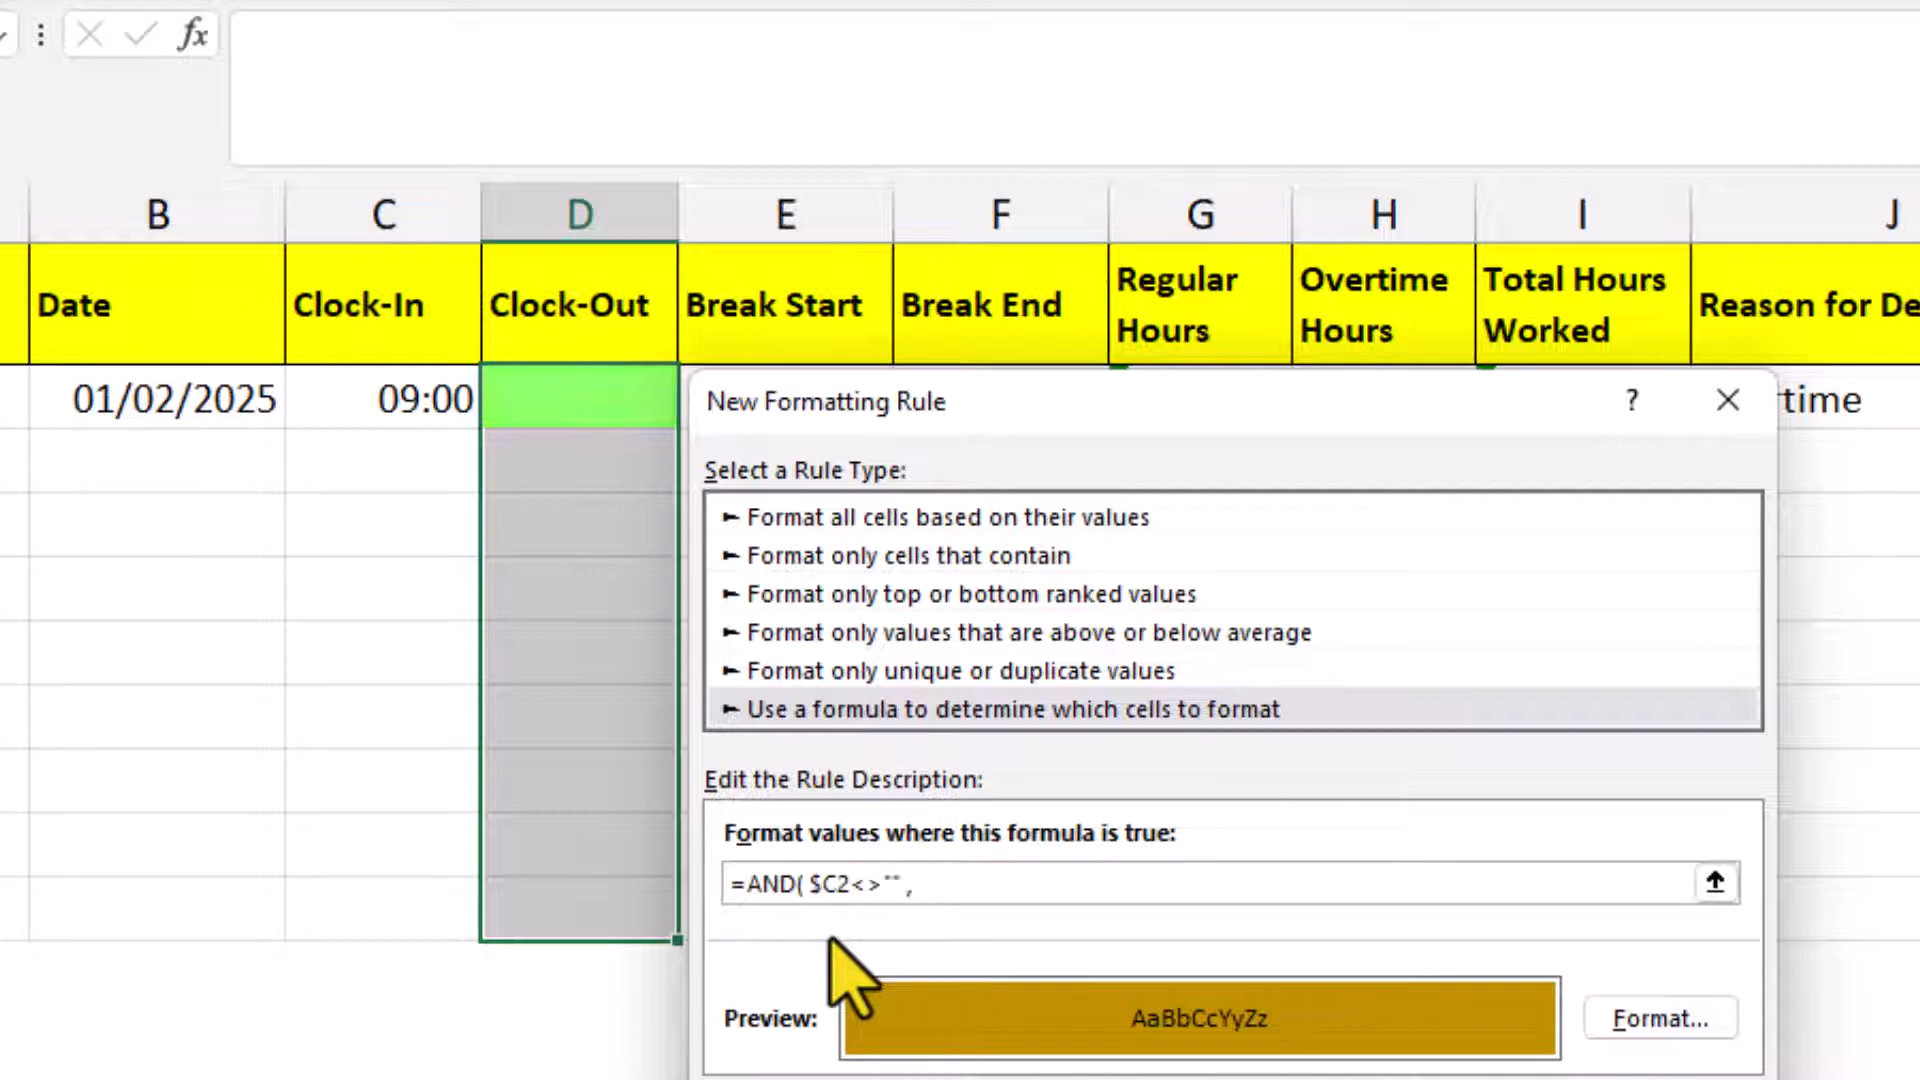 fx
B C D E F G H I J
Date Clock-In Clock-Out Break Start Break End Regular Hours Overtime Hours Total Hours Worked Reason for De
01/02/2025 09:00 time
New Formatting Rule ?
Select a Rule Type:
► Format all cells based on their values
► Format only cells that contain
► Format only top or bottom ranked values
► Format only values that are above or below average
► Format only unique or duplicate values
► Use a formula to determine which cells to format
Edit the Rule Description:
Format values where this formula is true:
=AND( $C2<>"" ,
Preview: AaBbCcYyZz Format...